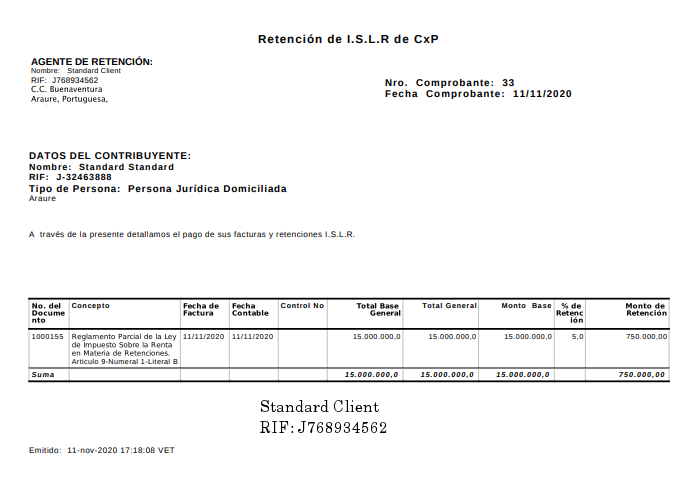 Retención de I.S.L.R de CxP
AGENTE DE RETENCIÓN:
Nombre: Standard Client
RIF: J768934562
C.C. Buenaventura
Araure, Portuguesa,
Nro. Comprobante: 33
Fecha Comprobante: 11/11/2020
DATOS DEL CONTRIBUYENTE:
Nombre: Standard Standard
RIF: J-32463888
Tipo de Persona: Persona Jurídica Domiciliada
Araure
A través de la presente detallamos el pago de sus facturas y retenciones I.S.L.R.
No. del Docume nto Concepto Fecha de Factura Fecha Contable Control No Total Base General Total General Monto Base % de Retenc ión Monto de Retención
1000155 Reglamento Parcial de la Ley 11/11/2020 11/11/2020 15.000.000,0 15.000.000,0 15.000.000,0 5,0 750.000,00
de Impuesto Sobre la Renta
en Materia de Retenciones.
Artículo 9-Numeral 1-Literal B
Suma 15.000.000,0 15.000.000,0 15.000.000,0 750.000,00
Standard Client
RIF: J768934562
Emitido: 11-nov-2020 17:18:08 VET